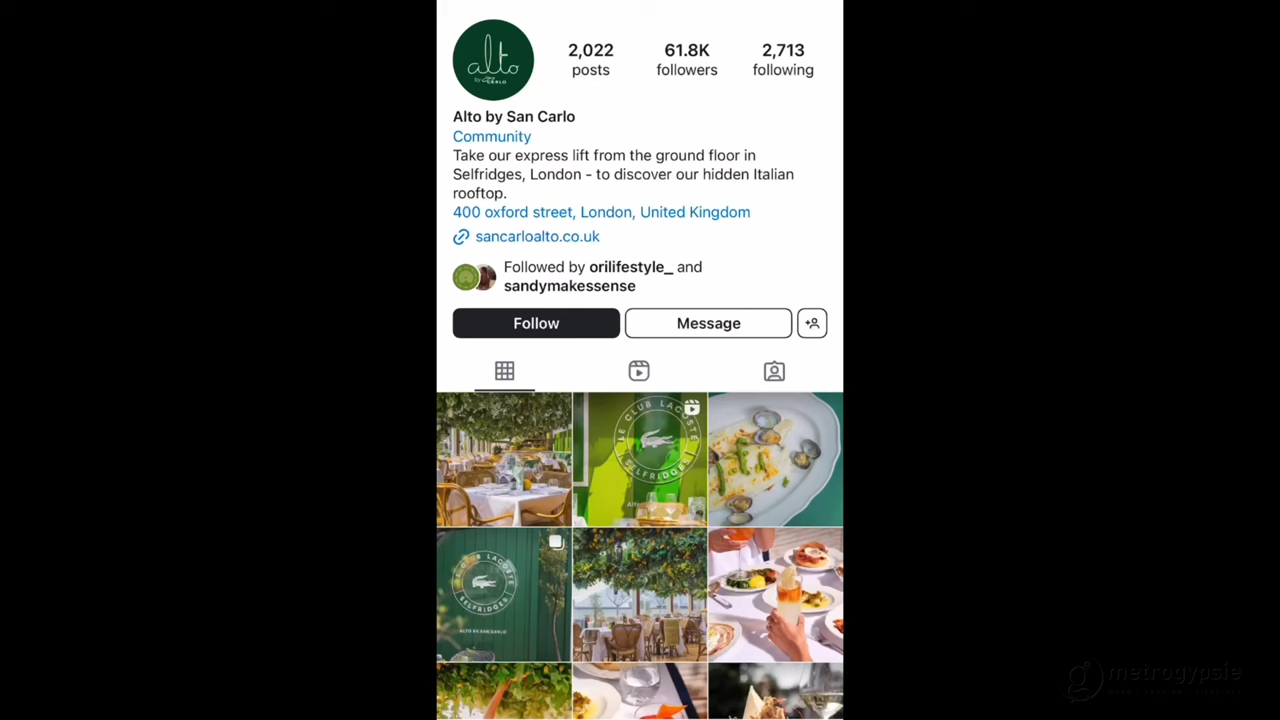 alto
by San CARLO
2,022
posts
61.8K
followers
2,713
following
Alto by San Carlo
Community
Take our express lift from the ground floor in
Selfridges, London - to discover our hidden Italian
rooftop.
400 oxford street, London, United Kingdom
sancarloalto.co.uk
Followed by orilifestyle_ and
sandymakessense
Follow
Message
LE CLUB LACOSTE
SELFRIDGES
LE CLUB LACOSTE
SELFRIDGES
ALTO BY SAN CARLO
metrogypsie